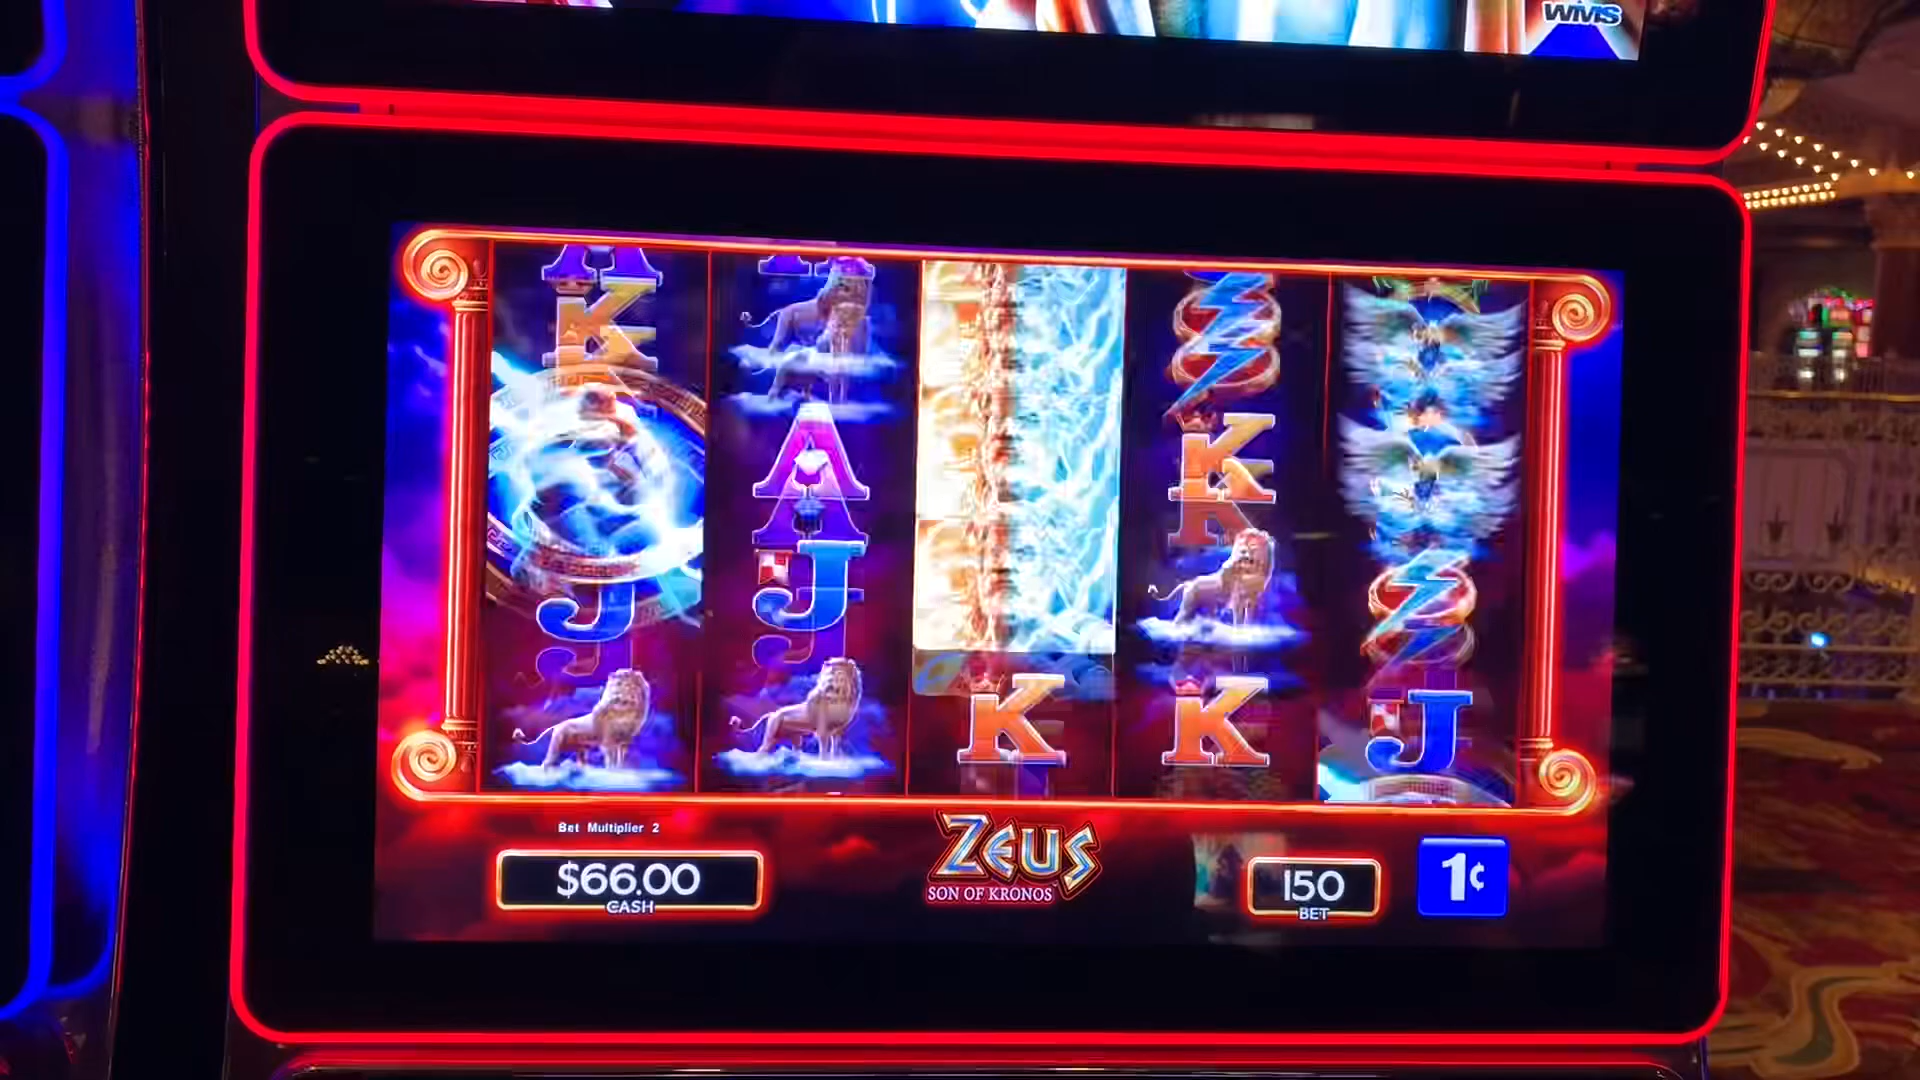 WMS
K
A
K
J
J
K
K
J
Bet Multiplier 2
$66.00
CASH
ZEUS
SON OF KRONOS
150
BET
1¢